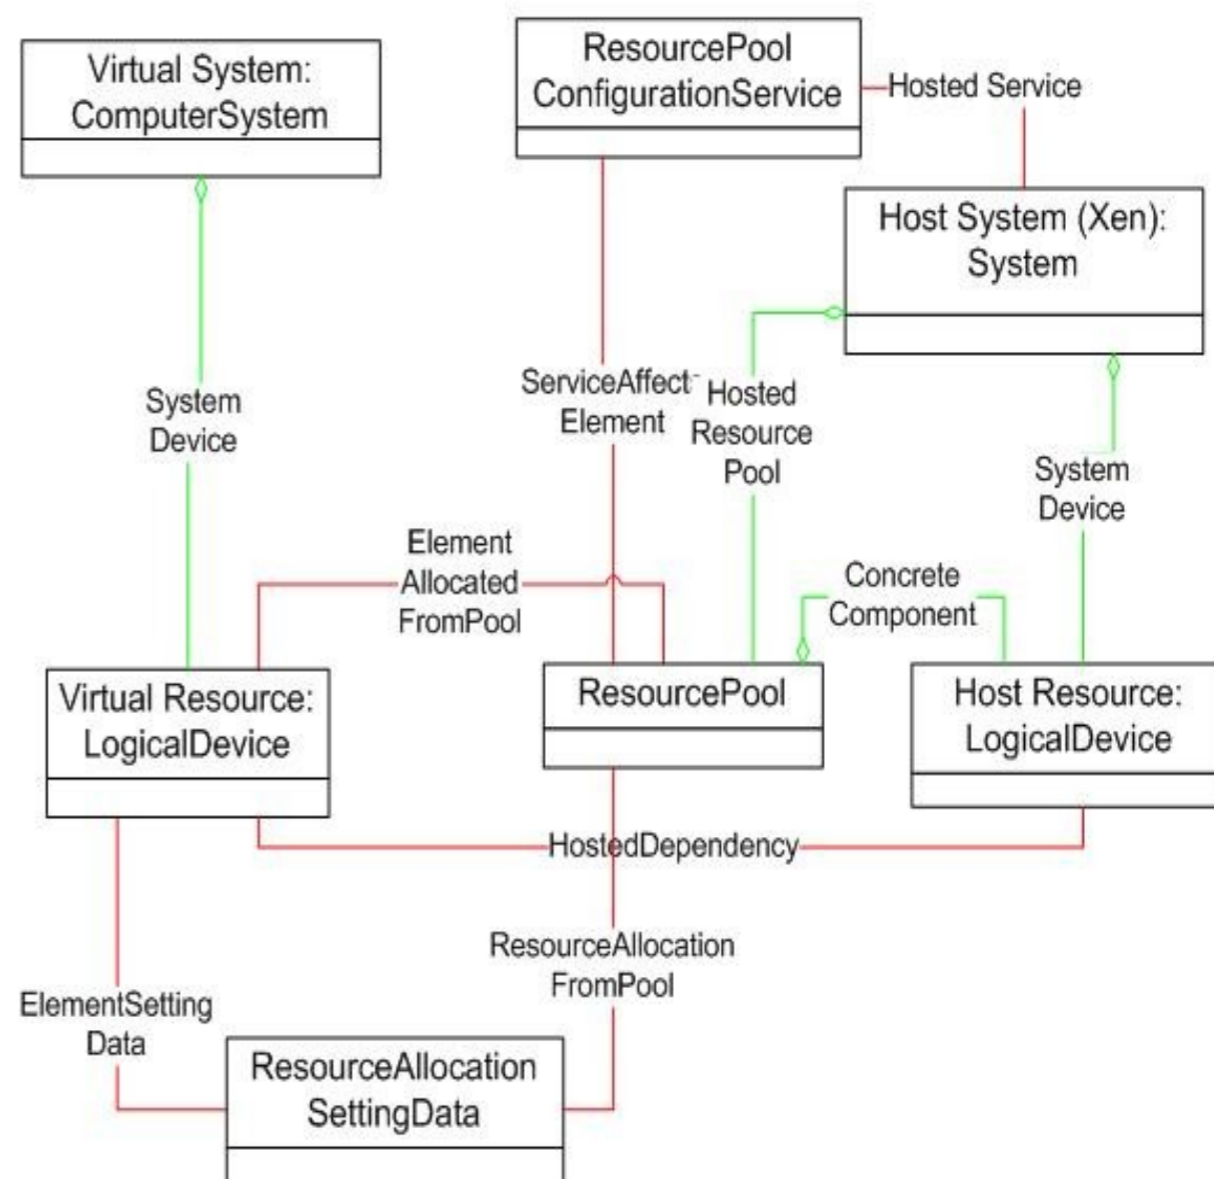 Virtual System:
ComputerSystem
ResourcePool
ConfigurationService
Hosted Service
Host System (Xen):
System
ServiceAffect
Element
Hosted
Resource
Pool
System
Device
System
Device
Element
Allocated
FromPool
Concrete
Component
Virtual Resource:
LogicalDevice
ResourcePool
Host Resource:
LogicalDevice
HostedDependency
ResourceAllocation
FromPool
ElementSetting
Data
ResourceAllocation
SettingData